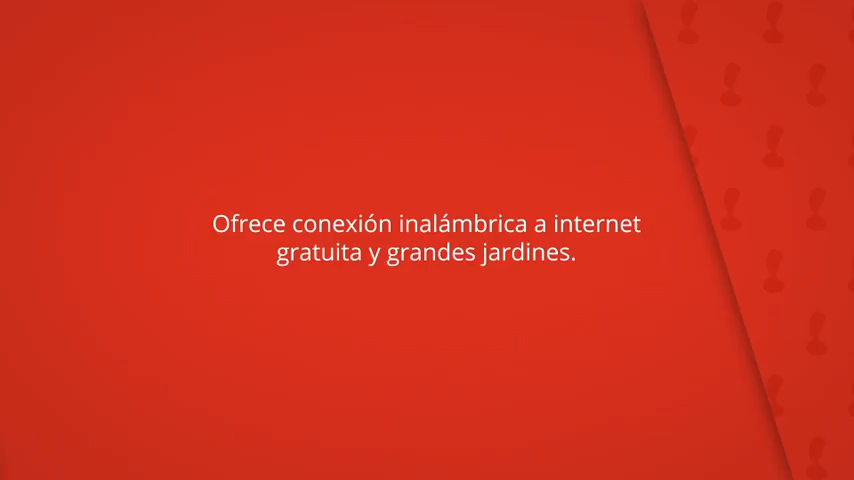 Ofrece conexión inalámbrica a internet
gratuita y grandes jardines.